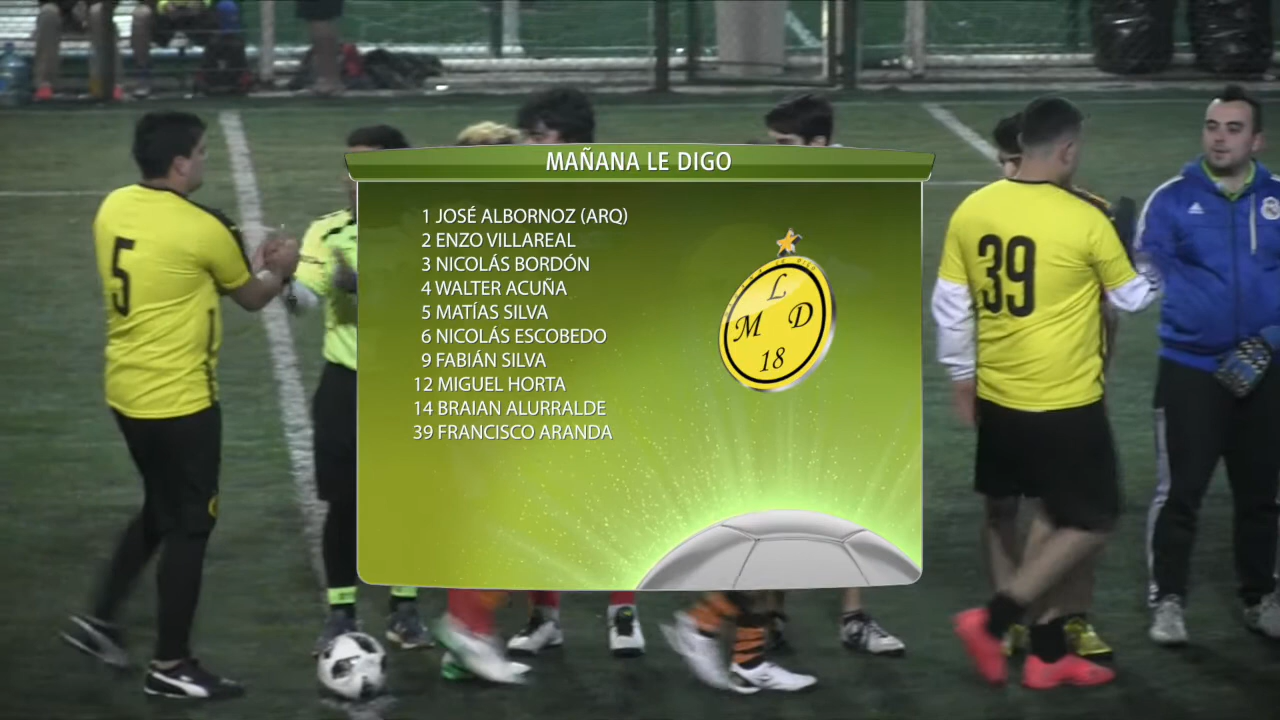 MAÑANA LE DIGO
1 JOSÉ ALBORNOZ (ARQ)
2 ENZO VILLAREAL
3 NICOLÁS BORDÓN
4 WALTER ACUÑA
5 MATÍAS SILVA
6 NICOLÁS ESCOBEDO
9 FABIÁN SILVA
12 MIGUEL HORTA
14 BRAIAN ALURRALDE
39 FRANCISCO ARANDA
L
M D
18
5
39